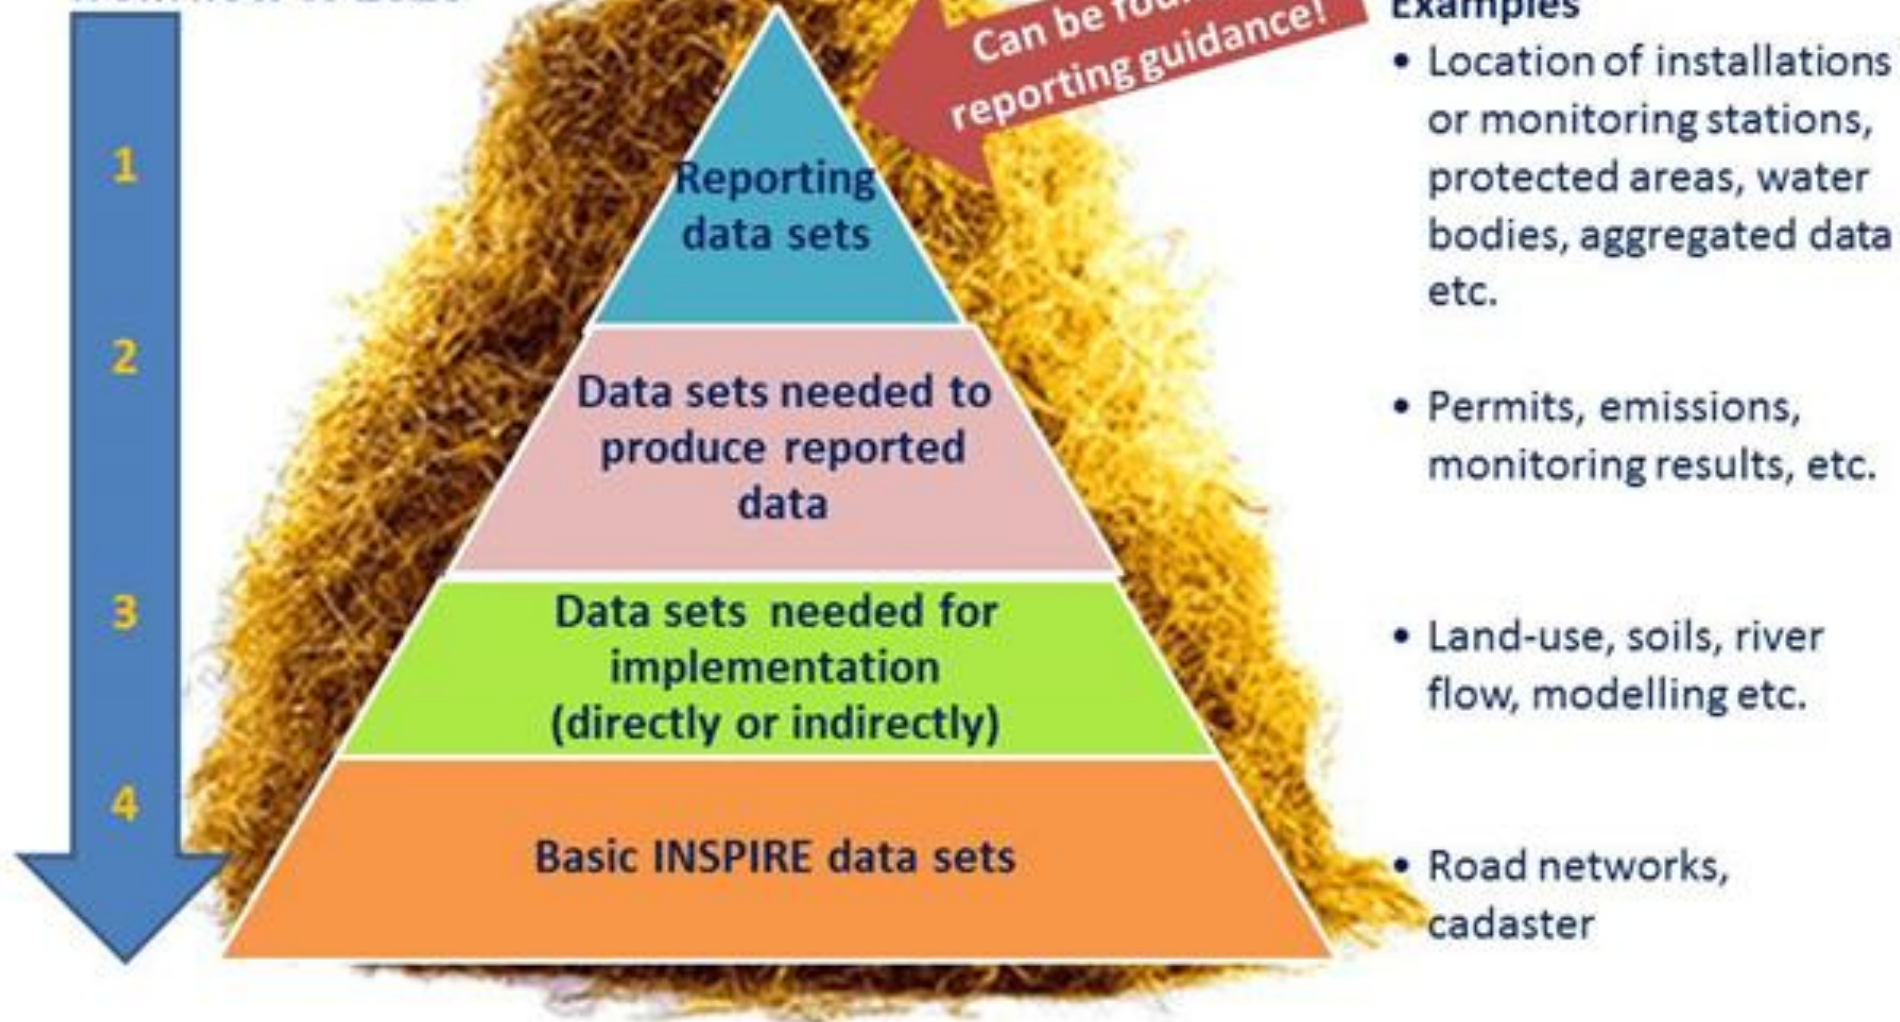 Can be
reporting guidance!
Examples
• Location of installations
or monitoring stations,
protected areas, water
bodies, aggregated data
etc.
1
Reporting
data sets
2
Data sets needed to
produce reported
data
• Permits, emissions,
monitoring results, etc.
3
Data sets needed for
implementation
(directly or indirectly)
• Land-use, soils, river
flow, modelling etc.
4
Basic INSPIRE data sets
• Road networks,
cadaster